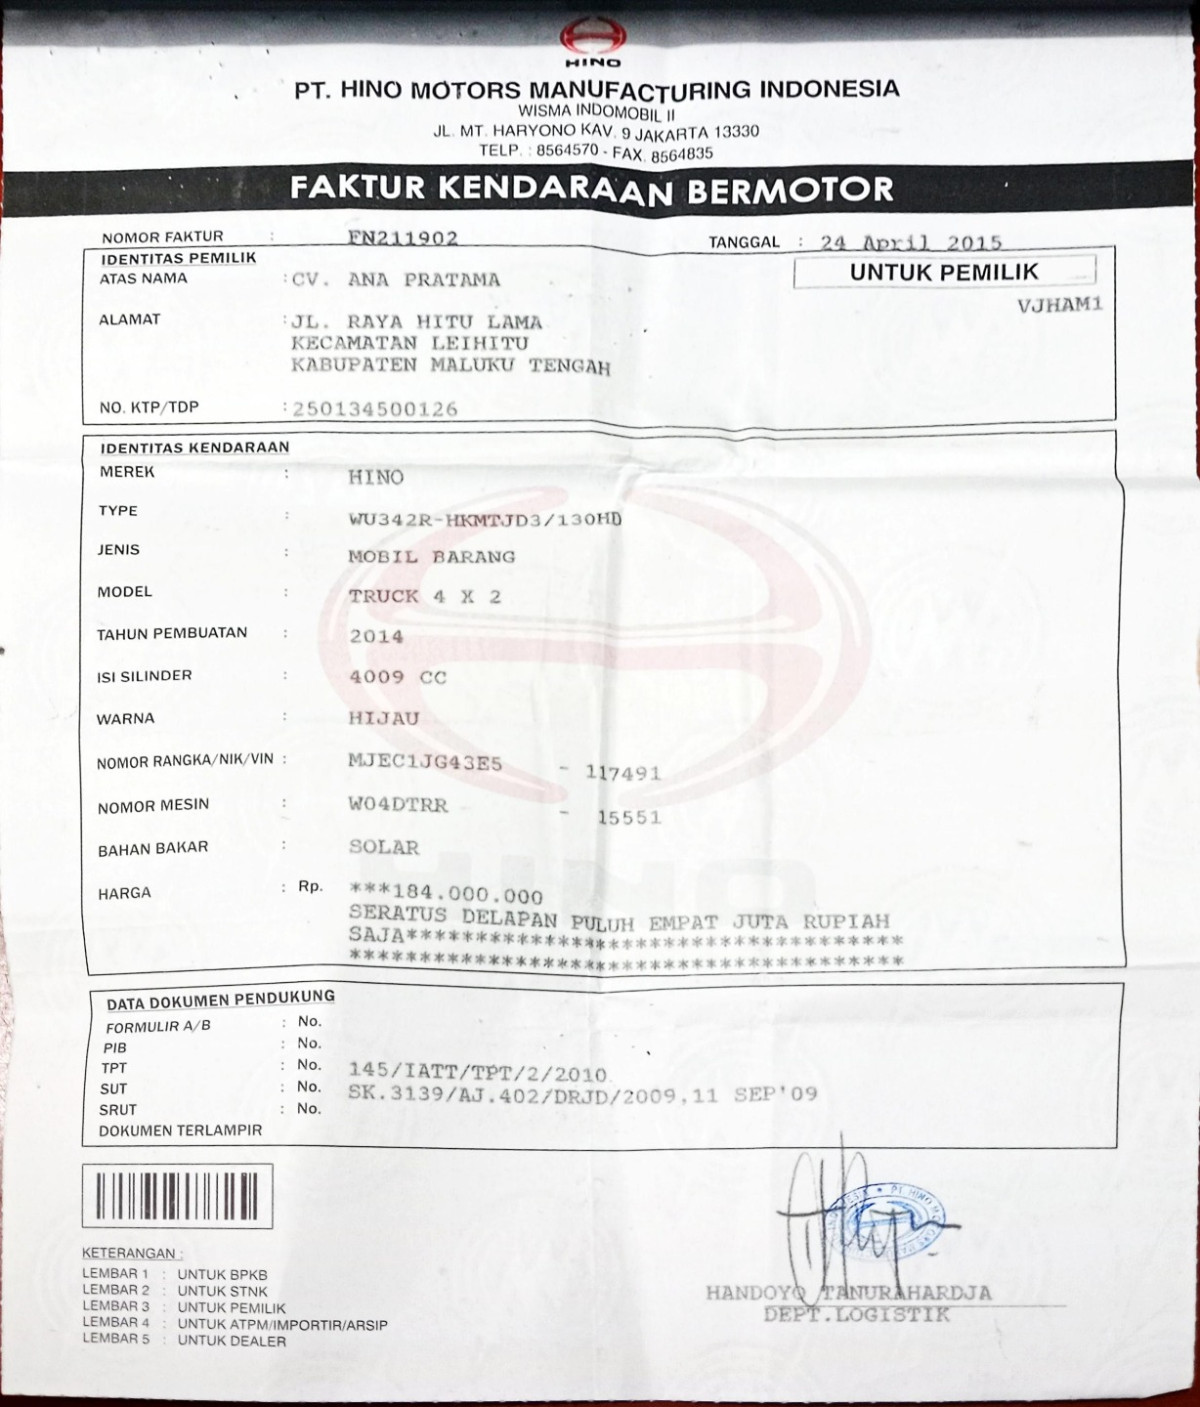 HINO
PT. HINO MOTORS MANUFACTURING INDONESIA
WISMA INDOMOBIL II
JL. MT. HARYONO KAV. 9 JAKARTA 13330
TELP. : 8564570 - FAX. 8564835
FAKTUR KENDARAAN BERMOTOR
NOMOR FAKTUR : FN211902 TANGGAL : 24 April 2015
IDENTITAS PEMILIK
UNTUK PEMILIK
ATAS NAMA : CV. ANA PRATAMA
VJHAM1
ALAMAT : JL. RAYA HITU LAMA
KECAMATAN LEIHITU
KABUPATEN MALUKU TENGAH
NO. KTP/TDP : 250134500126
IDENTITAS KENDARAAN
MEREK : HINO
TYPE : WU342R-HKMTJD3/130HD
JENIS : MOBIL BARANG
MODEL : TRUCK 4 X 2
TAHUN PEMBUATAN : 2014
ISI SILINDER : 4009 CC
WARNA : HIJAU
NOMOR RANGKA/NIK/VIN : MJEC1JG43E5 - 117491
NOMOR MESIN : W04DTRR - 15551
BAHAN BAKAR : SOLAR
HARGA : Rp. ***184.000.000
SERATUS DELAPAN PULUH EMPAT JUTA RUPIAH
SAJA************************************
****************************************
DATA DOKUMEN PENDUKUNG
FORMULIR A/B : No.
PIB : No.
TPT : No. 145/IATT/TPT/2/2010
SUT : No. SK.3139/AJ.402/DRJD/2009,11 SEP'09
SRUT : No.
DOKUMEN TERLAMPIR
HANDOYO TANURAHARDJA
DEPT.LOGISTIK
KETERANGAN :
LEMBAR 1 : UNTUK BPKB
LEMBAR 2 : UNTUK STNK
LEMBAR 3 : UNTUK PEMILIK
LEMBAR 4 : UNTUK ATPM/IMPORTIR/ARSIP
LEMBAR 5 : UNTUK DEALER